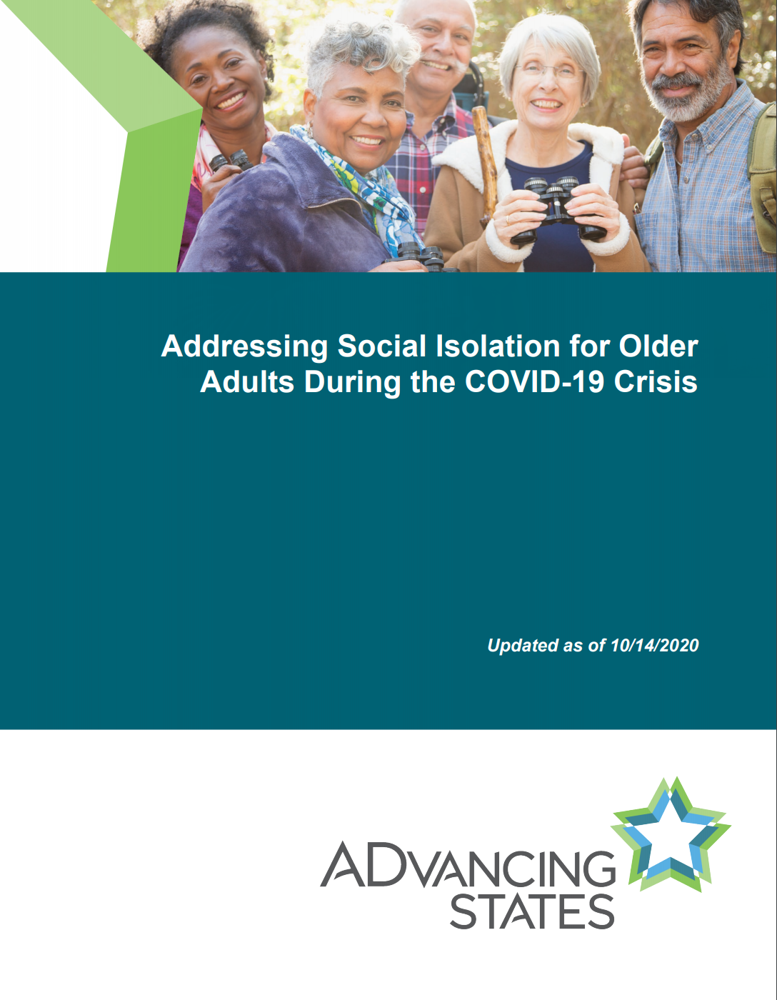 Addressing Social Isolation for Older
Adults During the COVID-19 Crisis
Updated as of 10/14/2020
ADVANCING
STATES